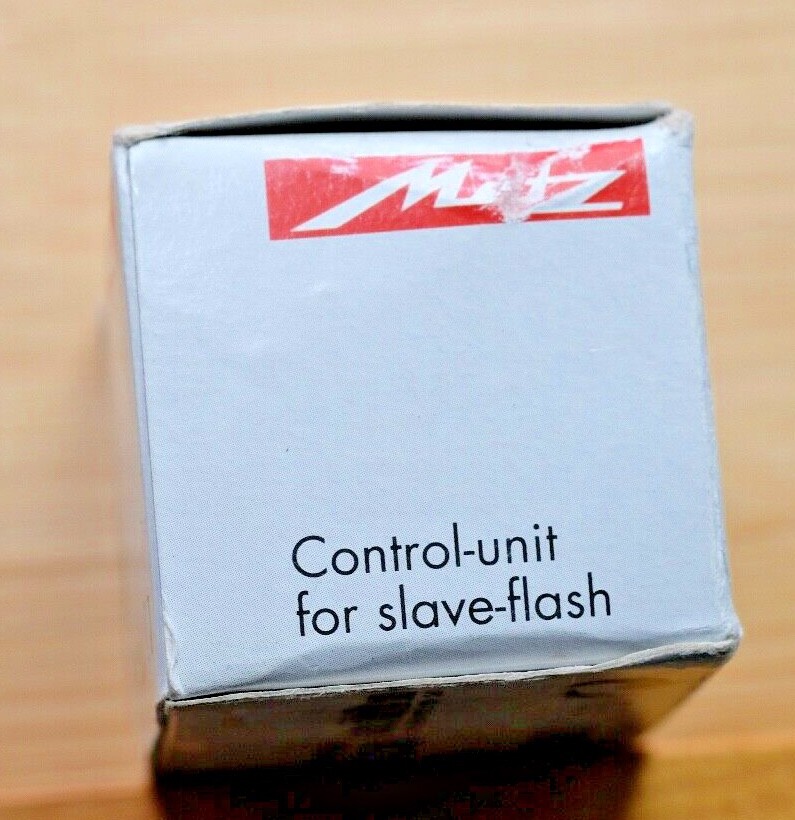 Metz
Control-unit
for slave-flash